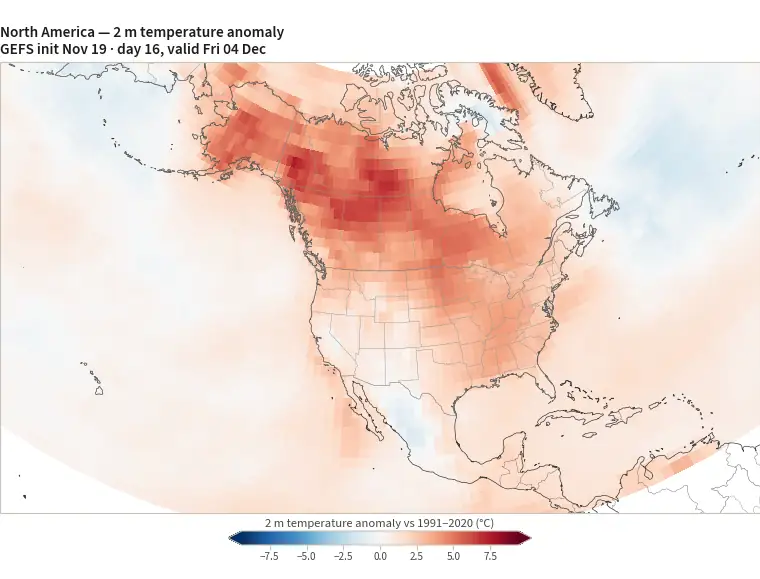 North America — 2 m temperature anomaly
GEFS init Nov 19 · day 16, valid Fri 04 Dec
2 m temperature anomaly vs 1991–2020 (°C)
−7.5 −5.0 −2.5 0.0 2.5 5.0 7.5